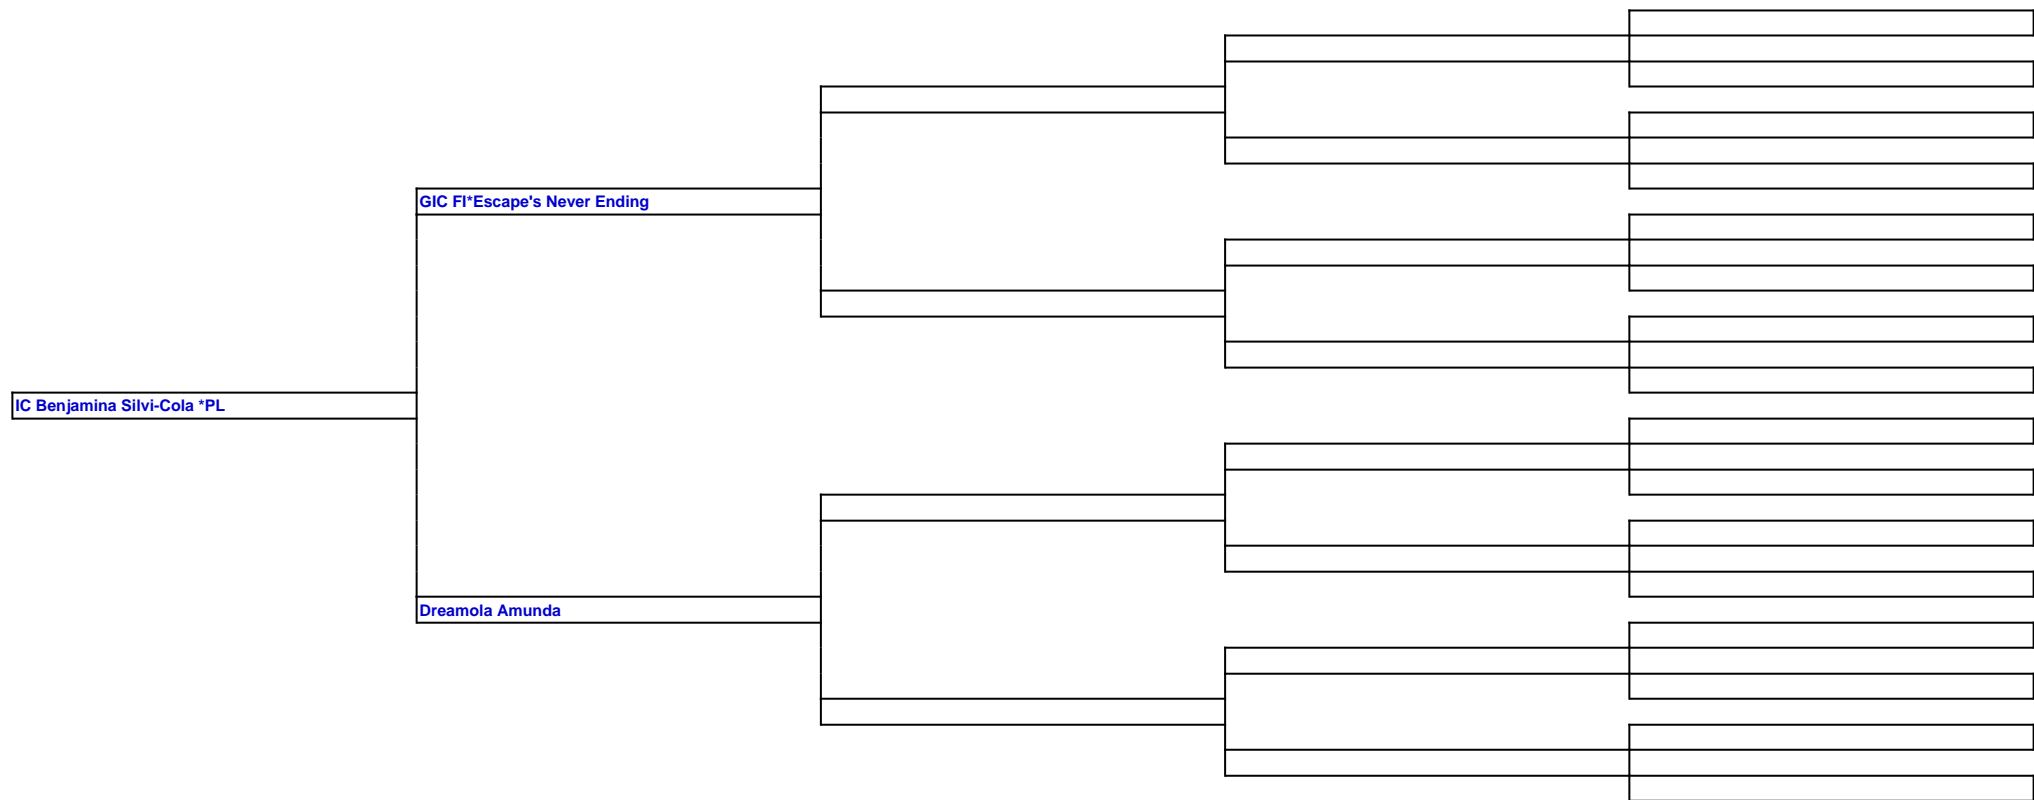 GIC FI*Escape's Never Ending
IC Benjamina Silvi-Cola *PL
Dreamola Amunda